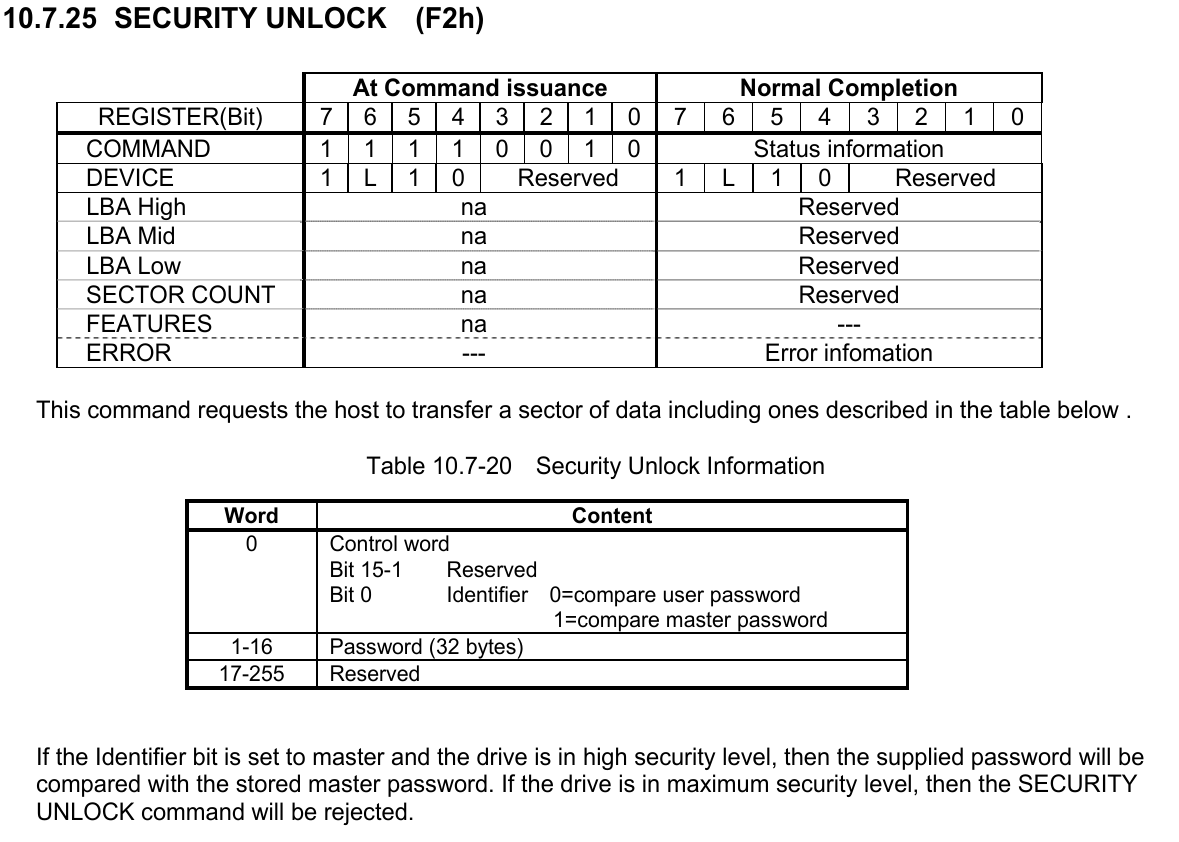 10.7.25 SECURITY UNLOCK (F2h)
At Command issuance Normal Completion
REGISTER(Bit) 7 6 5 4 3 2 1 0 7 6 5 4 3 2 1 0
COMMAND 1 1 1 1 0 0 1 0 Status information
DEVICE 1 L 1 0 Reserved 1 L 1 0 Reserved
LBA High na Reserved
LBA Mid na Reserved
LBA Low na Reserved
SECTOR COUNT na Reserved
FEATURES na ---
ERROR --- Error infomation
This command requests the host to transfer a sector of data including ones described in the table below .
Table 10.7-20 Security Unlock Information
Word Content
0 Control word
Bit 15-1 Reserved
Bit 0 Identifier 0=compare user password
1=compare master password
1-16 Password (32 bytes)
17-255 Reserved
If the Identifier bit is set to master and the drive is in high security level, then the supplied password will be
compared with the stored master password. If the drive is in maximum security level, then the SECURITY
UNLOCK command will be rejected.